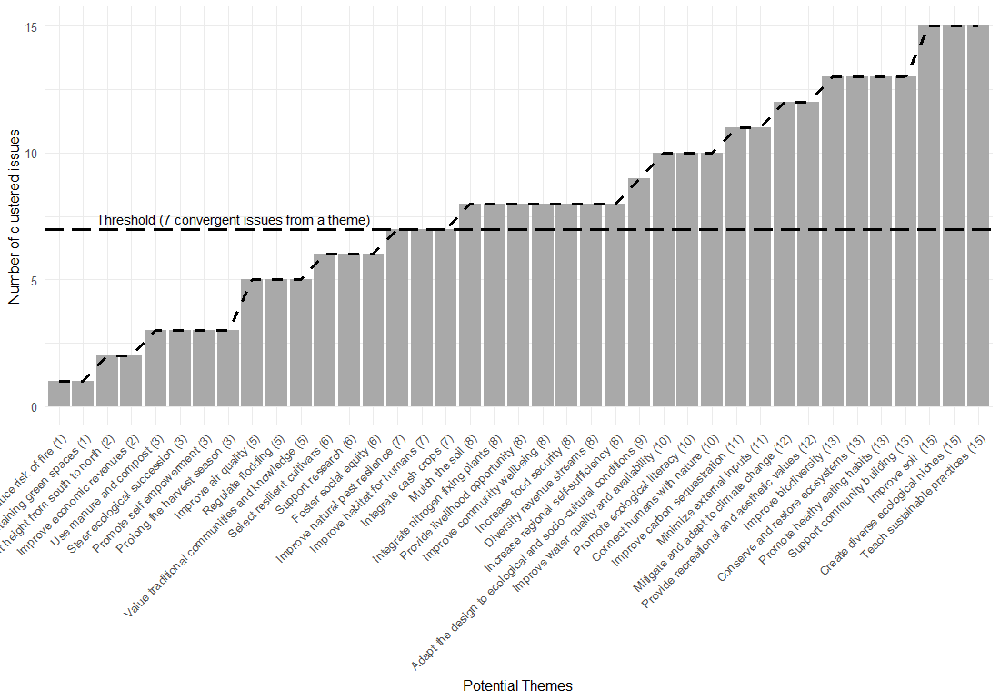 15
10
5
0
Number of clustered issues
Threshold (7 convergent issues from a theme)
risk of fire (1)
green spaces (1)
height from south to north (2)
Improve economic revenues (2)
Use manure and compost (3)
Steer ecological succession (3)
Promote self empowerment (3)
Prolong the harvest season (3)
Improve air quality (5)
Regulate flooding (5)
Value traditional communities and knowledge (5)
Select resilient cultivars (6)
Support research (6)
Foster social equity (6)
Improve natural pest resilience (7)
Improve habitat for humans (7)
Integrate cash crops (7)
Mulch the soil (8)
Integrate nitrogen fixing plants (8)
Provide livelihood opportunity (8)
Improve community wellbeing (8)
Increase food security (8)
Diversify revenue streams (8)
Increase regional self-sufficiency (8)
Adapt the design to ecological and socio-cultural conditions (9)
Improve water quality and availability (10)
Promote ecological literacy (10)
Connect humans with nature (10)
Improve carbon sequestration (11)
Minimize external inputs (11)
Mitigate and adapt to climate change (12)
Provide recreational and aesthetic values (12)
Improve biodiversity (13)
Conserve and restore ecosystems (13)
Promote heathy eating habits (13)
Support community building (13)
Improve soil (15)
Create diverse ecological niches (15)
Teach sustainable practices (15)
Potential Themes